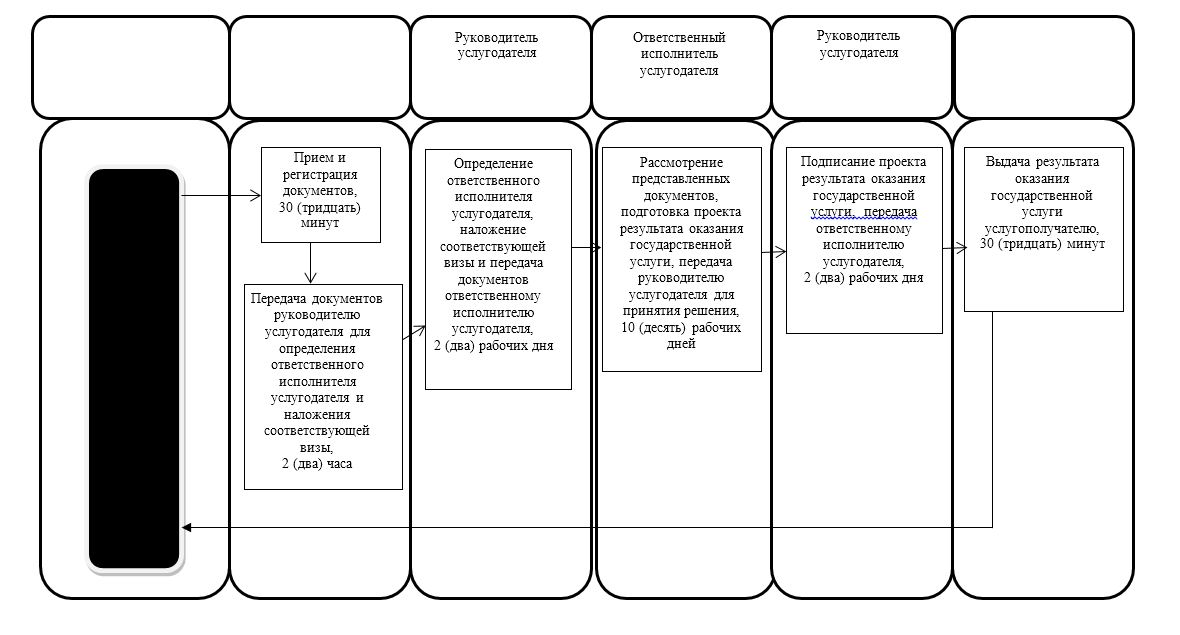 Руководитель
услугодателя
Ответственный
исполнитель
услугодателя
Руководитель
услугодателя
Прием и
регистрация
документов,
30 (тридцать)
минут
Передача документов
руководителю
услугодателя для
определения
ответственного
исполнителя
услугодателя и
наложения
соответствующей
визы,
2 (два) часа
Определение
ответственного
исполнителя
услугодателя,
наложение
соответствующей
визы и передача
документов
ответственному
исполнителю
услугодателя,
2 (два) рабочих дня
Рассмотрение
представленных
документов,
подготовка проекта
результата оказания
государственной
услуги, передача
руководителю
услугодателя для
принятия решения,
10 (десять) рабочих
дней
Подписание проекта
результата оказания
государственной
услуги, передача
ответственному
исполнителю
услугодателя,
2 (два) рабочих дня
Выдача результата
оказания
государственной
услуги
услугополучателю,
30 (тридцать) минут